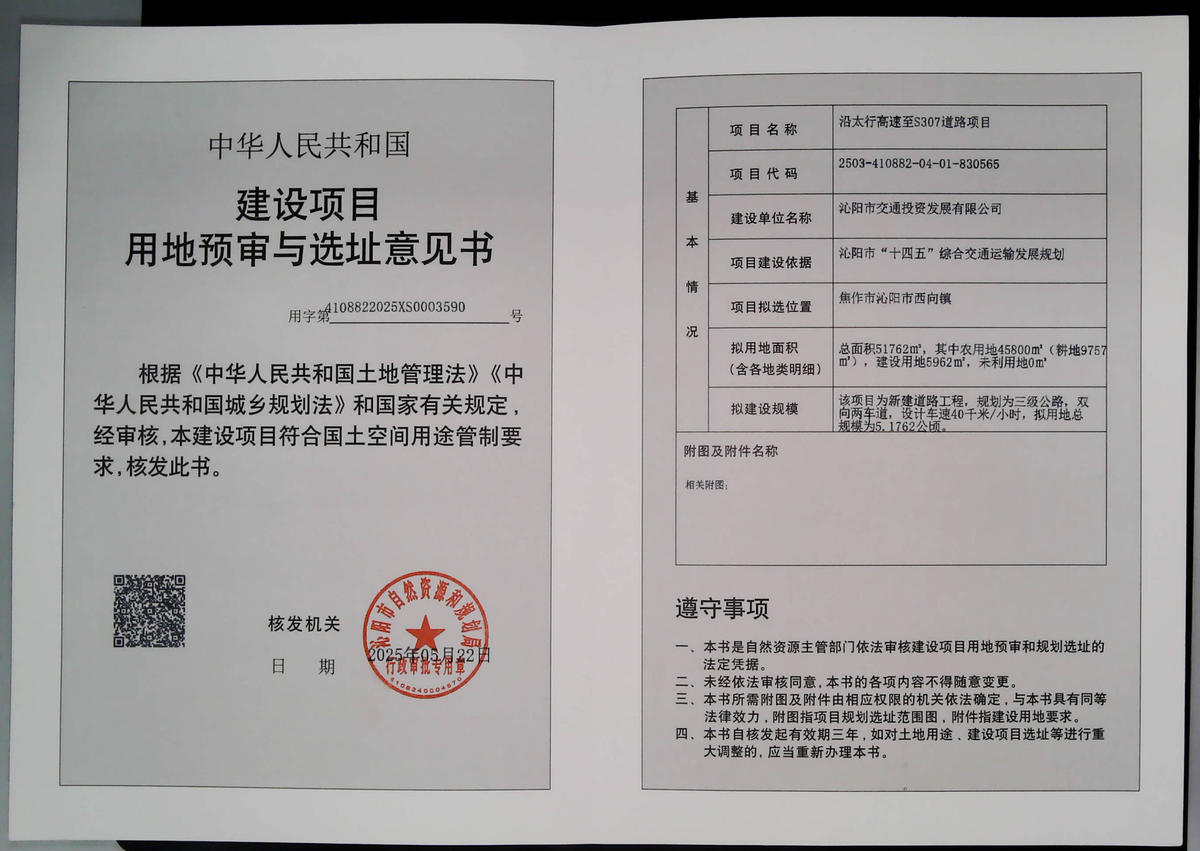 中华人民共和国
建设项目
用地预审与选址意见书
用字第4108822025XS0003590号
根据《中华人民共和国土地管理法》《中
华人民共和国城乡规划法》和国家有关规定，
经审核，本建设项目符合国土空间用途管制要
求，核发此书。
核发机关
沁阳市自然资源和规划局
日 期
2025年05月22日
行政审批专用章
基本情况
项目名称
沿太行高速至S307道路项目
项目代码
2503-410882-04-01-830565
建设单位名称
沁阳市交通投资发展有限公司
项目建设依据
沁阳市“十四五”综合交通运输发展规划
项目拟选位置
焦作市沁阳市西向镇
拟用地面积
（含各地类明细）
总面积51762㎡，其中农用地45800㎡（耕地9757
㎡），建设用地5962㎡，未利用地0㎡
拟建设规模
该项目为新建道路工程，规划为三级公路，双
向两车道，设计车速40千米/小时，拟用地总
规模为5.1762公顷。
附图及附件名称
相关附图：
遵守事项
一、本书是自然资源主管部门依法审核建设项目用地预审和规划选址的
法定凭据。
二、未经依法审核同意，本书的各项内容不得随意变更。
三、本书所需附图及附件由相应权限的机关依法确定，与本书具有同等
法律效力，附图指项目规划选址范围图，附件指建设用地要求。
四、本书自核发起有效期三年，如对土地用途、建设项目选址等进行重
大调整的，应当重新办理本书。